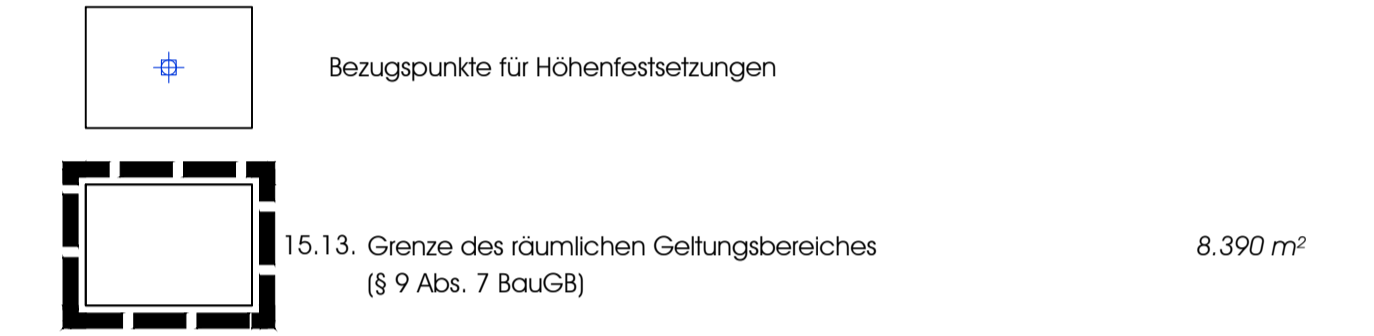 Bezugspunkte für Höhenfestsetzungen
15.13. Grenze des räumlichen Geltungsbereiches 8.390 m²
(§ 9 Abs. 7 BauGB)